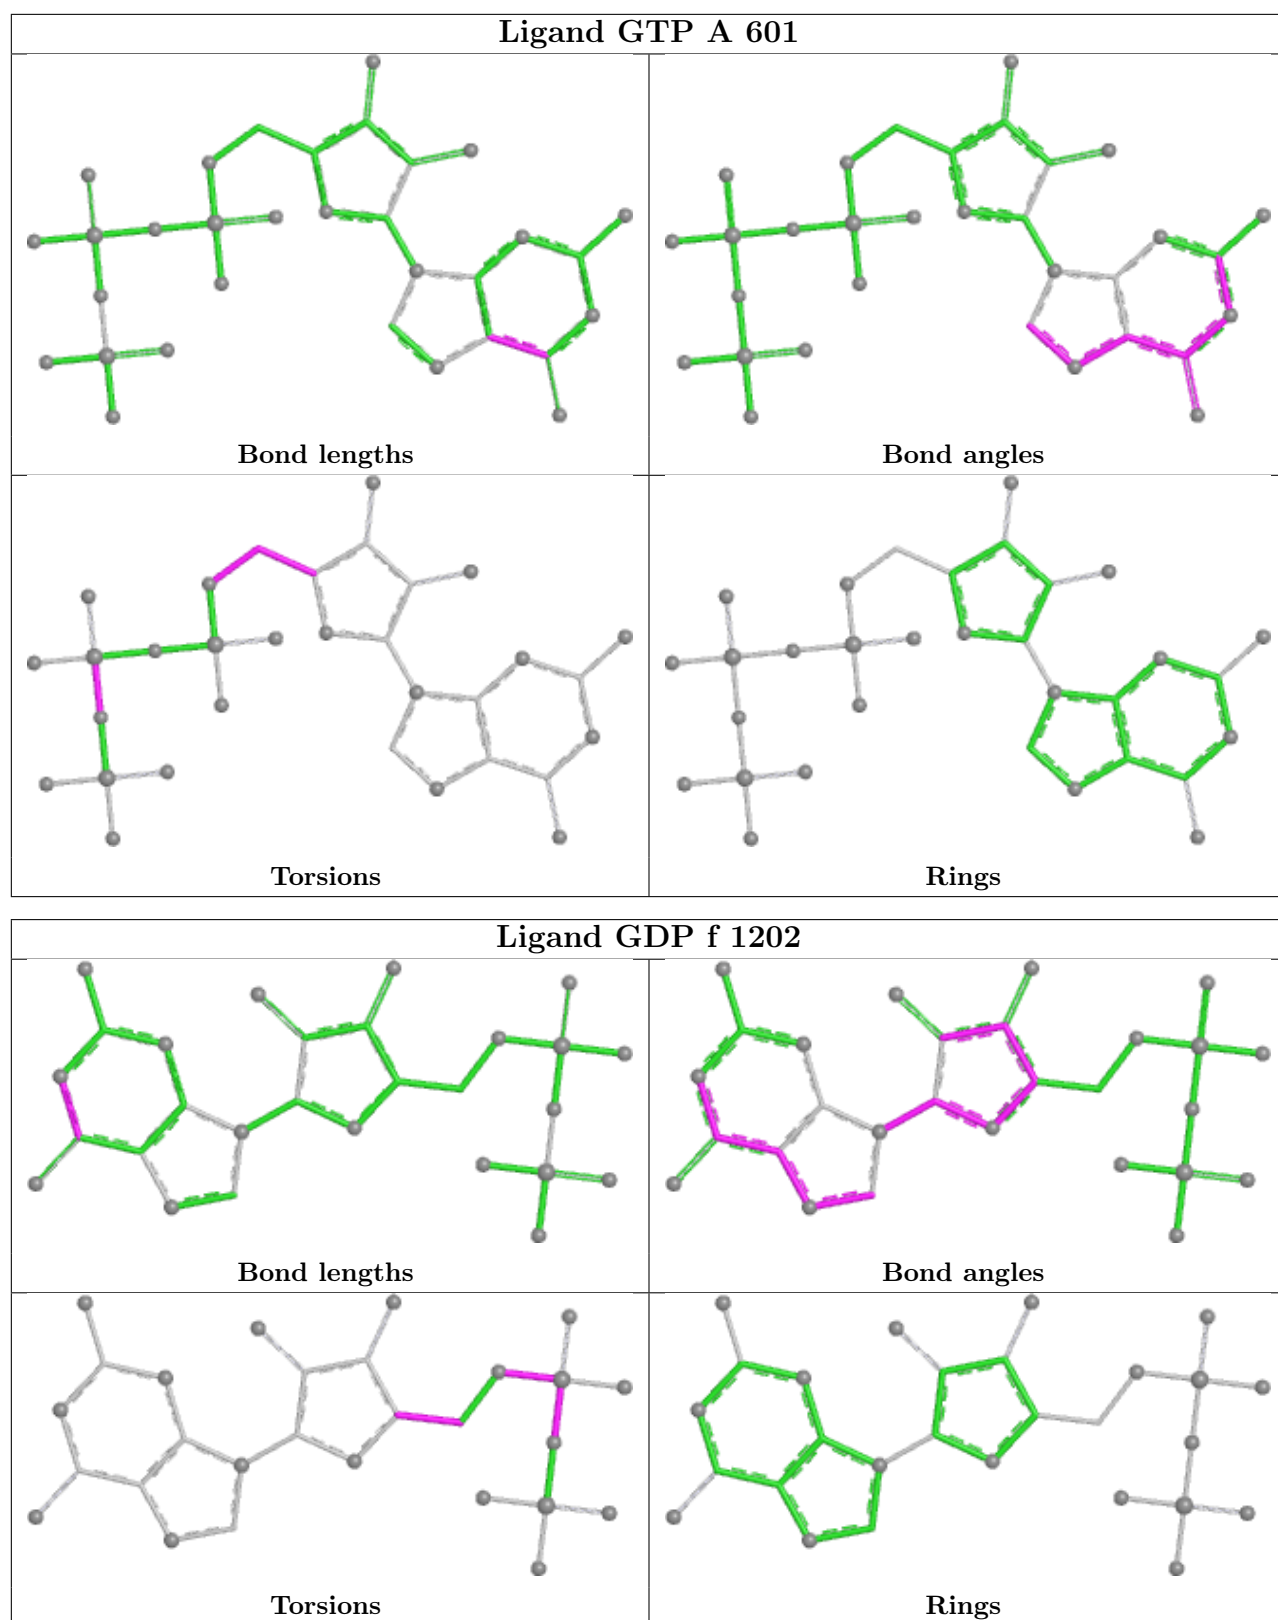 Ligand GTP A 601
Bond lengths
Bond angles
Torsions
Rings
Ligand GDP f 1202
Bond lengths
Bond angles
Torsions
Rings